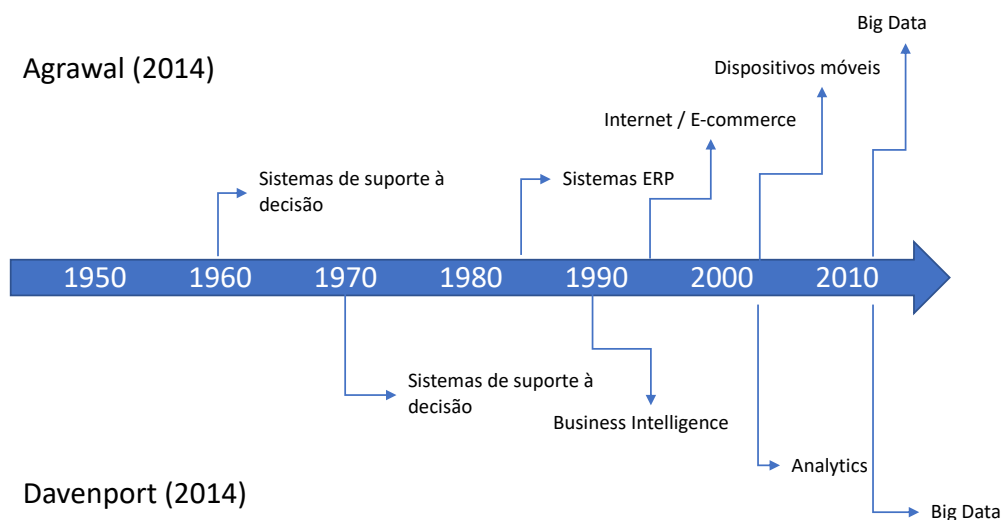 Big Data
Agrawal (2014)
Dispositivos móveis
Internet / E-commerce
Sistemas de suporte à
decisão
Sistemas ERP
1950 1960 1970 1980 1990 2000 2010
Sistemas de suporte à
decisão
Business Intelligence
Analytics
Davenport (2014)
Big Data